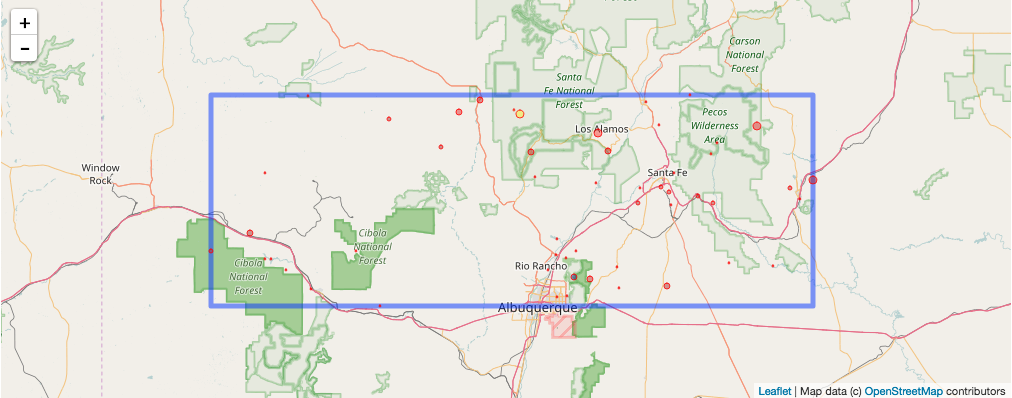 +
-
Carson
National
Forest
Santa
Fe National
Forest
Pecos
Wilderness
Area
Los Alamos
Window
Rock
Santa Fe
Cibola
National
Forest
Rio Rancho
Cibola
National
Forest
Albuquerque
Leaflet | Map data (c) OpenStreetMap contributors